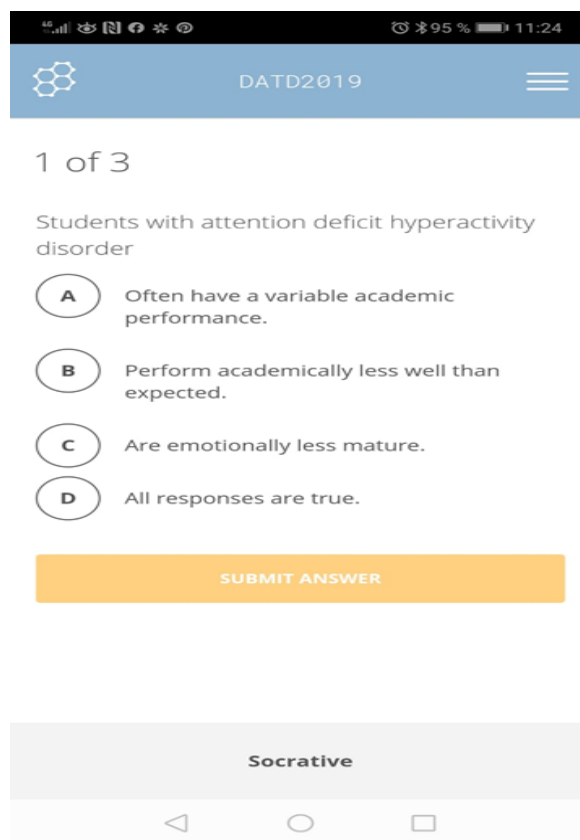 4G 95 % 11:24
DATD2019
1 of 3
Students with attention deficit hyperactivity
disorder
A Often have a variable academic
performance.
B Perform academically less well than
expected.
C Are emotionally less mature.
D All responses are true.
SUBMIT ANSWER
Socrative